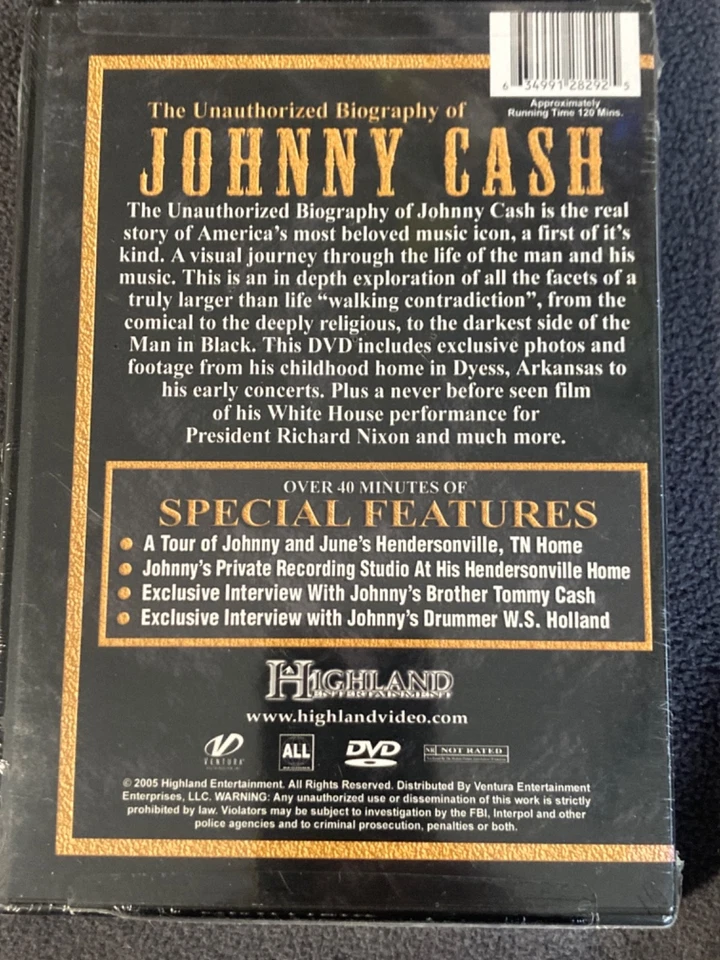 6 34991 28292 5
Approximately
Running Time 120 Mins.
The Unauthorized Biography of
JOHNNY CASH
The Unauthorized Biography of Johnny Cash is the real
story of America's most beloved music icon, a first of it's
kind. A visual journey through the life of the man and his
music. This is an in depth exploration of all the facets of a
truly larger than life “walking contradiction”, from the
comical to the deeply religious, to the darkest side of the
Man in Black. This DVD includes exclusive photos and
footage from his childhood home in Dyess, Arkansas to
his early concerts. Plus a never before seen film
of his White House performance for
President Richard Nixon and much more.
OVER 40 MINUTES OF
SPECIAL FEATURES
A Tour of Johnny and June's Hendersonville, TN Home
Johnny's Private Recording Studio At His Hendersonville Home
Exclusive Interview With Johnny's Brother Tommy Cash
Exclusive Interview with Johnny's Drummer W.S. Holland
HIGHLAND
ENTERTAINMENT
www.highlandvideo.com
VENTURA
ALL
DVD
NR NOT RATED
© 2005 Highland Entertainment. All Rights Reserved. Distributed By Ventura Entertainment
Enterprises, LLC. WARNING: Any unauthorized use or dissemination of this work is strictly
prohibited by law. Violators may be subject to investigation by the FBI, Interpol and other
police agencies and to criminal prosecution, penalties or both.